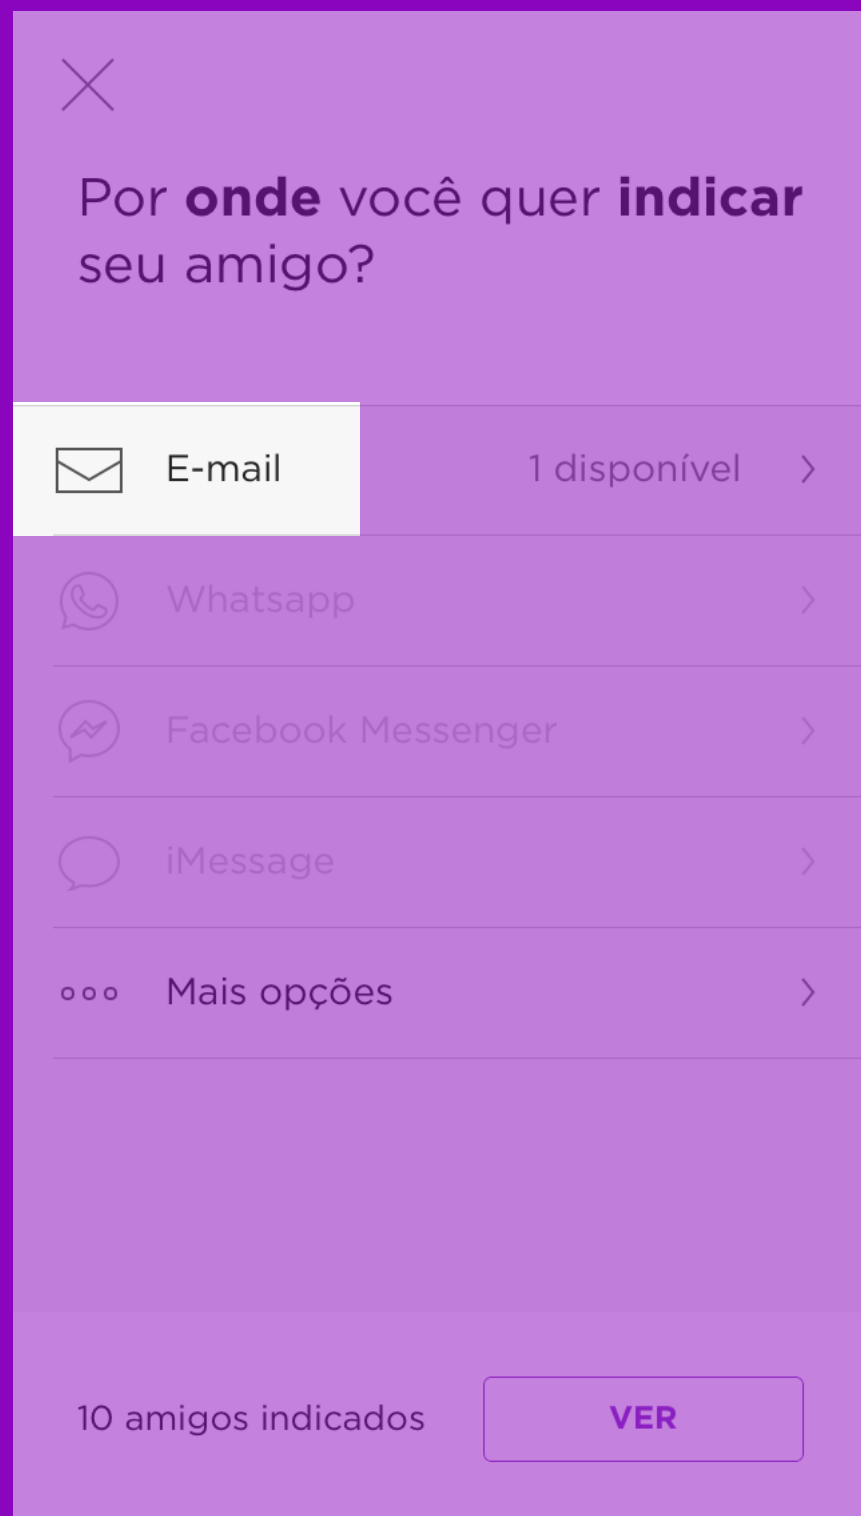 Por onde você quer indicar
seu amigo?
E-mail
1 disponível
Whatsapp
Facebook Messenger
iMessage
Mais opções
10 amigos indicados
VER